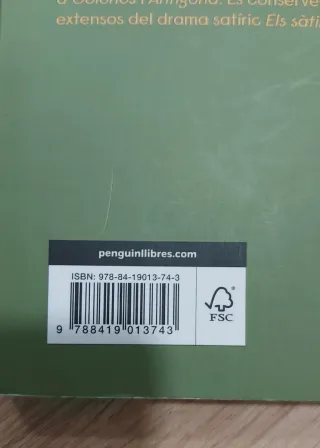 a Colonos i Antígona. Es conserve
extensos del drama satíric Els sàti
penguinllibres.com
ISBN: 978-84-19013-74-3
9 788419 013743
FSC